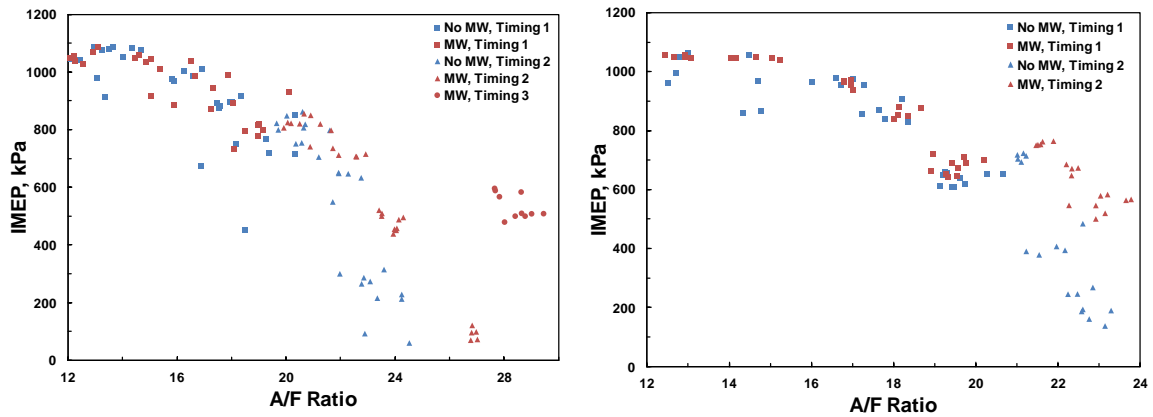 1200
1000
800
600
400
200
0
IMEP, kPa
12
16
20
24
28
A/F Ratio
No MW, Timing 1
MW, Timing 1
No MW, Timing 2
MW, Timing 2
MW, Timing 3
1200
1000
800
600
400
200
0
IMEP, kPa
12
14
16
18
20
22
24
A/F Ratio
No MW, Timing 1
MW, Timing 1
No MW, Timing 2
MW, Timing 2